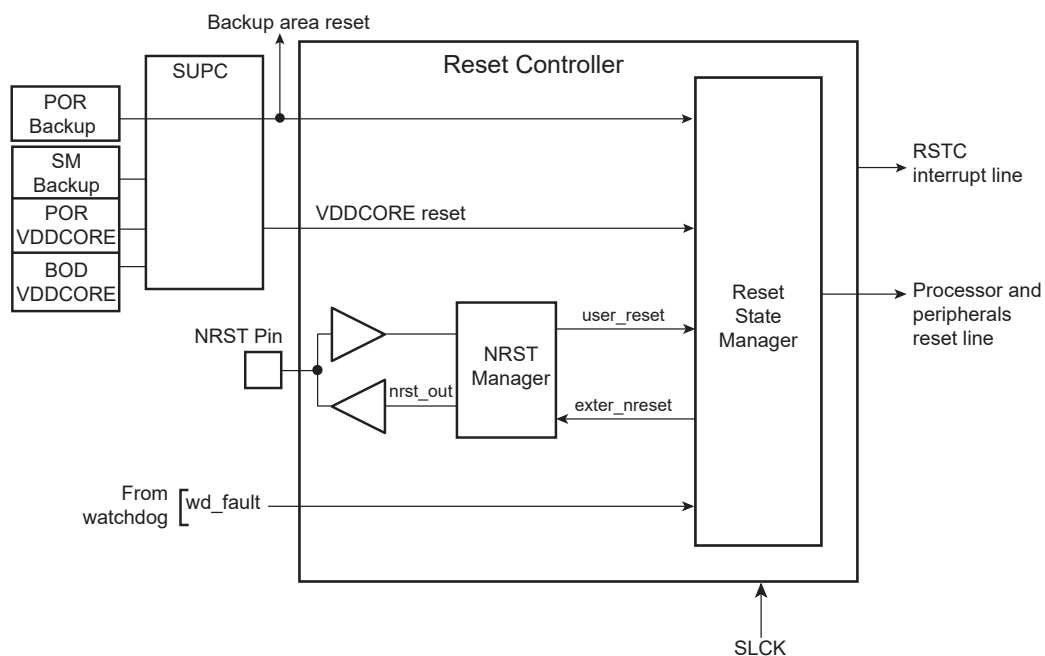 Backup area reset
Reset Controller
SUPC
POR
Backup
SM
Backup
POR
VDDCORE
BOD
VDDCORE
VDDCORE reset
RSTC
interrupt line
Reset
State
Manager
Processor and
peripherals
reset line
NRST Pin
NRST
Manager
user_reset
nrst_out
exter_nreset
From
watchdog
wd_fault
SLCK